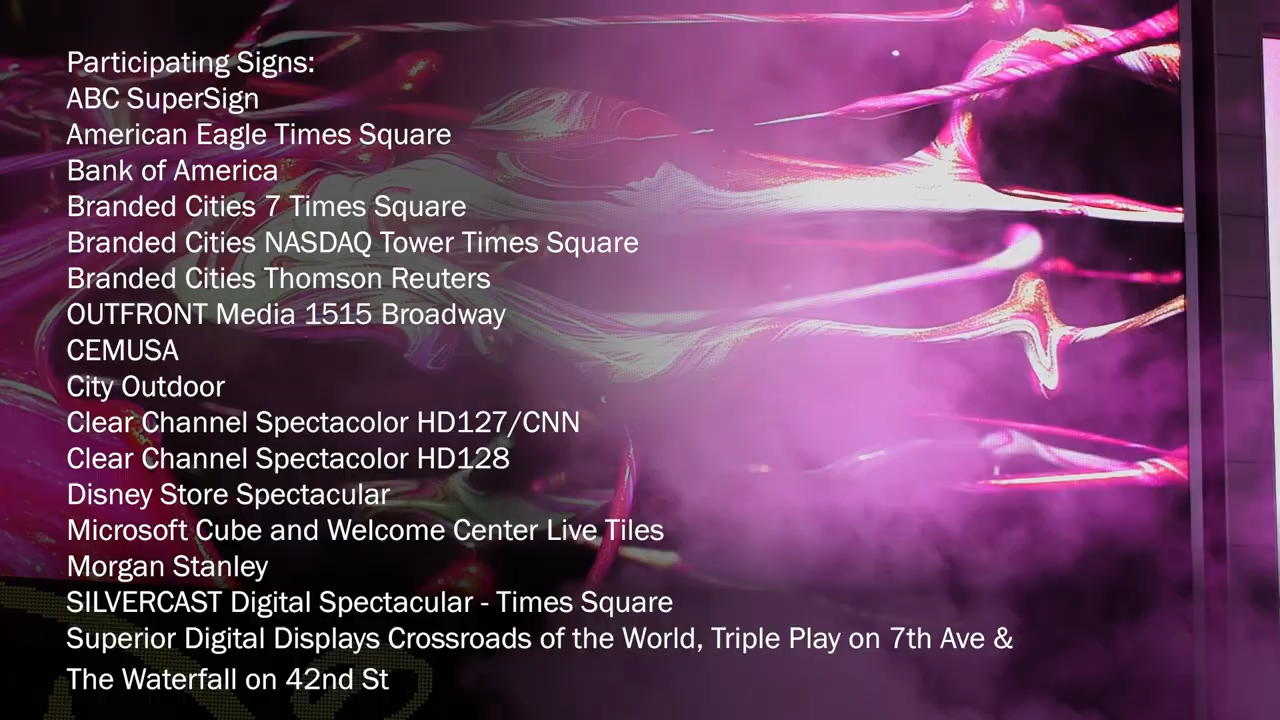 Participating Signs:
ABC SuperSign
American Eagle Times Square
Bank of America
Branded Cities 7 Times Square
Branded Cities NASDAQ Tower Times Square
Branded Cities Thomson Reuters
OUTFRONT Media 1515 Broadway
CEMUSA
City Outdoor
Clear Channel Spectacolor HD127/CNN
Clear Channel Spectacolor HD128
Disney Store Spectacular
Microsoft Cube and Welcome Center Live Tiles
Morgan Stanley
SILVERCAST Digital Spectacular - Times Square
Superior Digital Displays Crossroads of the World, Triple Play on 7th Ave &
The Waterfall on 42nd St